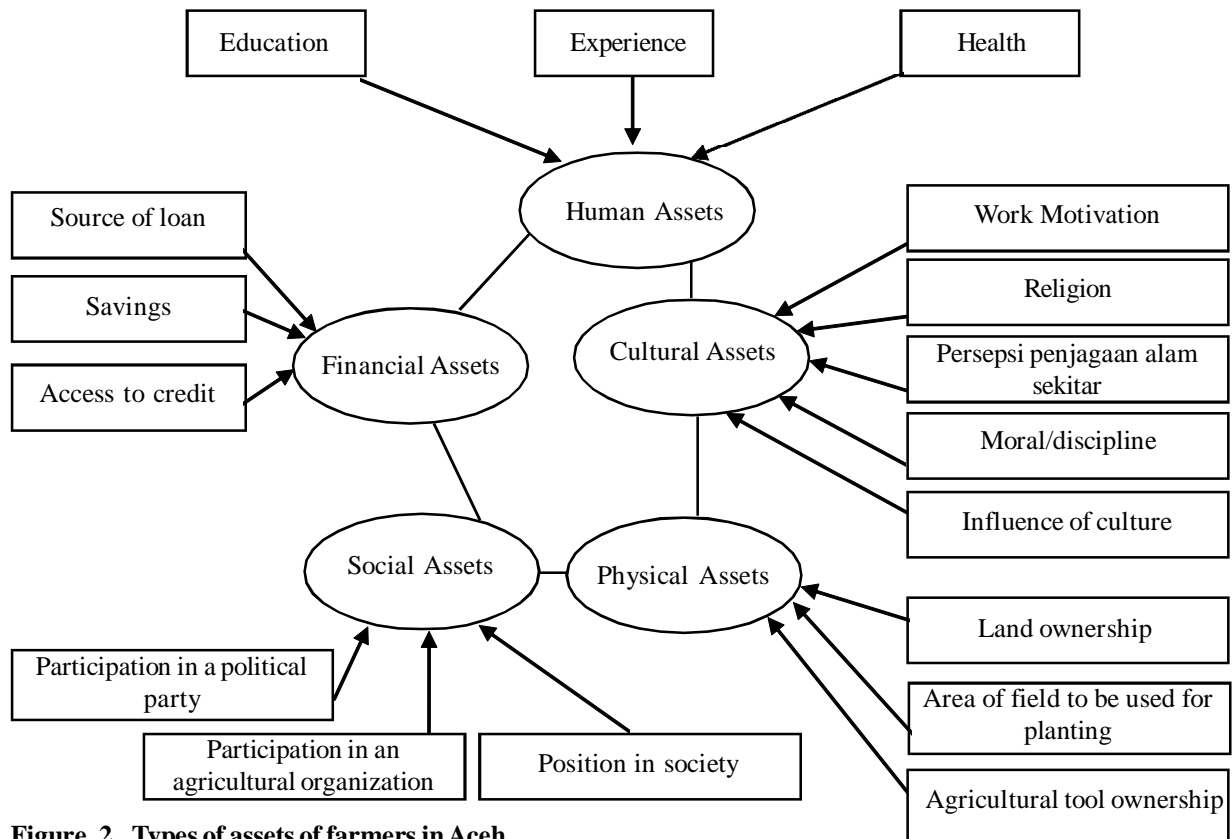 Education
Experience
Health
Human Assets
Source of loan
Savings
Access to credit
Financial Assets
Cultural Assets
Work Motivation
Religion
Persepsi penjagaan alam
sekitar
Moral/discipline
Influence of culture
Social Assets
Physical Assets
Land ownership
Area of field to be used for
planting
Agricultural tool ownership
Participation in a political
party
Participation in an
agricultural organization
Position in society
Figure 2. Types of assets of farmers in Aceh